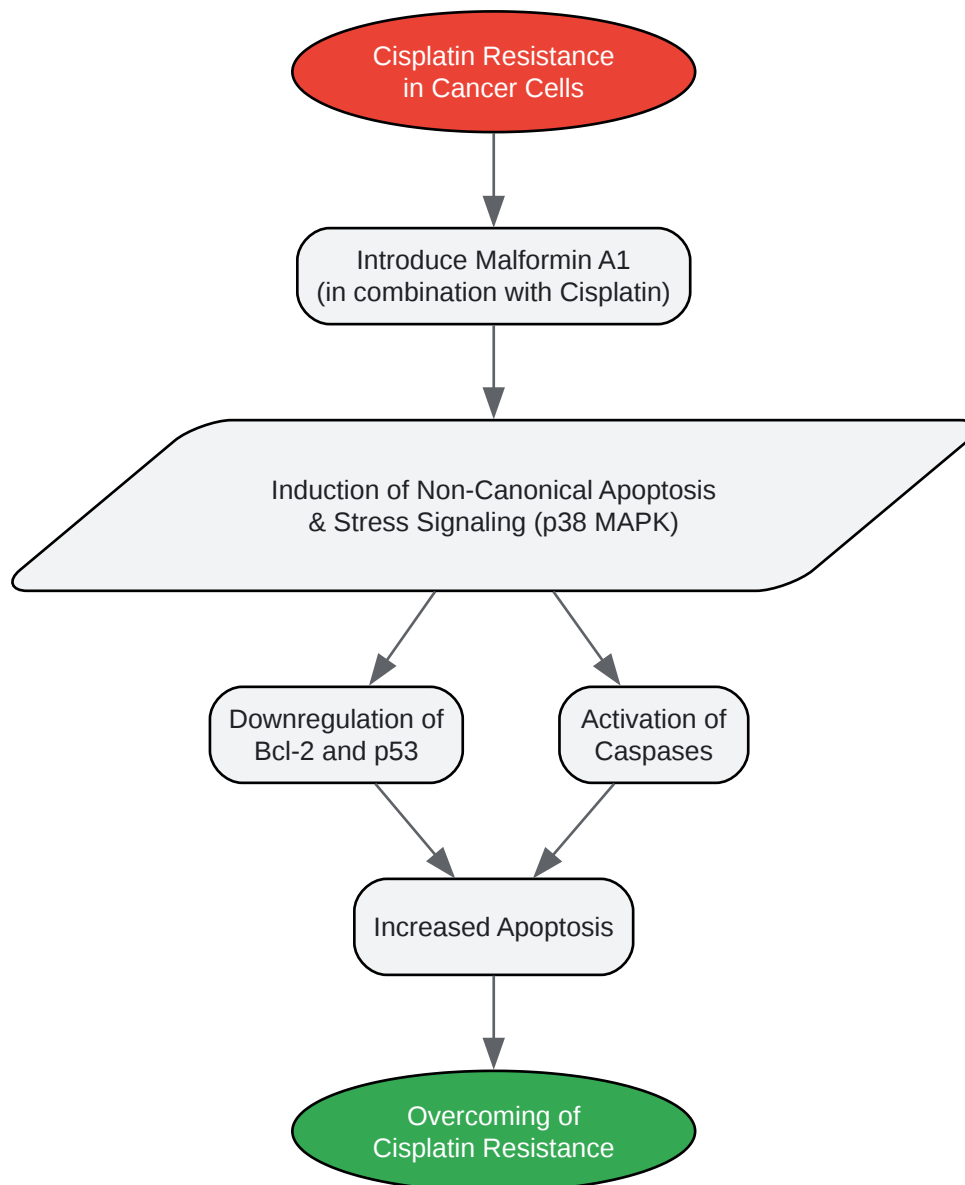 Cisplatin Resistance
in Cancer Cells
Introduce Malformin A1
(in combination with Cisplatin)
Induction of Non-Canonical Apoptosis
& Stress Signaling (p38 MAPK)
Downregulation of
Bcl-2 and p53
Activation of
Caspases
Increased Apoptosis
Overcoming of
Cisplatin Resistance